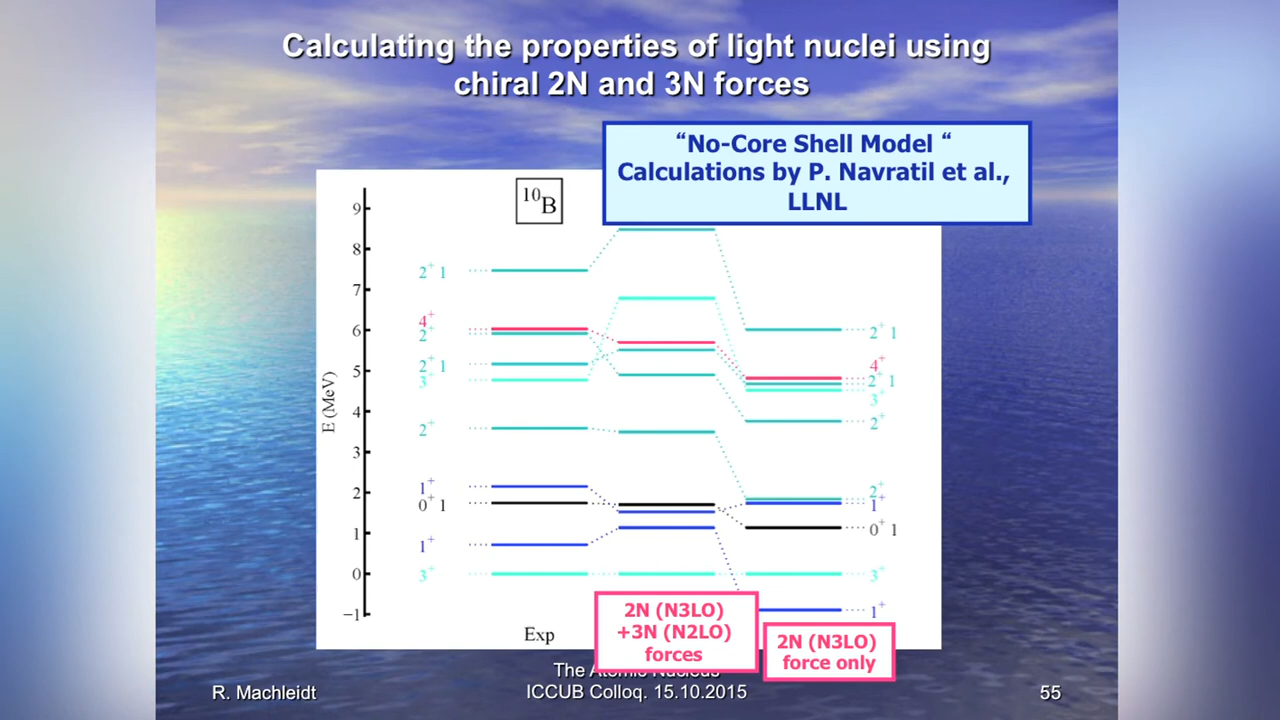 Calculating the properties of light nuclei using
chiral 2N and 3N forces
“No-Core Shell Model “
Calculations by P. Navratil et al.,
LLNL
10B
E (MeV)
9
8
7
6
5
4
3
2
1
0
−1
2+ 1
4+
2+
2+ 1
3+
2+
1+
0+ 1
1+
3+
2+ 1
4+
2+ 1
3+
2+
2+
1+
0+ 1
3+
1+
Exp
2N (N3LO)
+3N (N2LO)
forces
2N (N3LO)
force only
The Atomic Nucleus
R. Machleidt
ICCUB Colloq. 15.10.2015
55